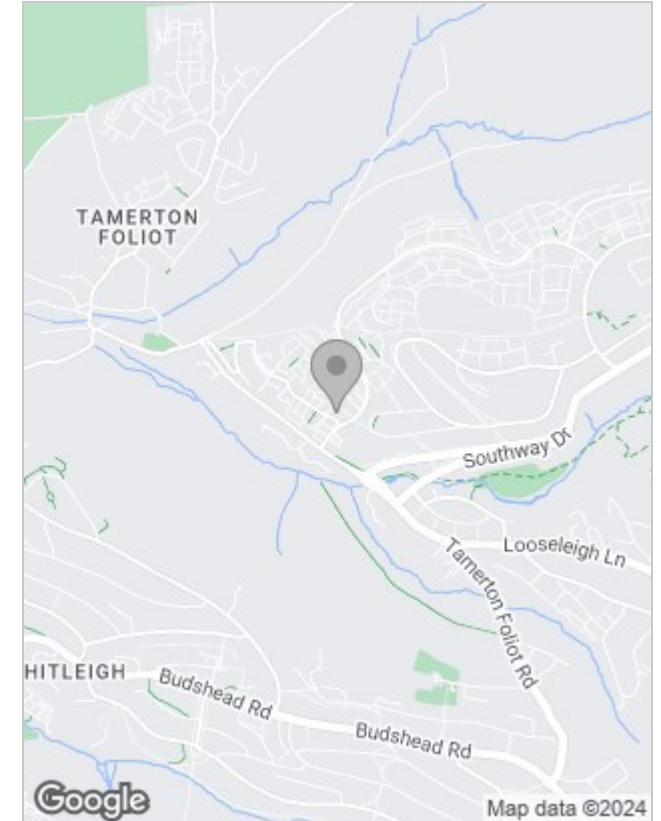 TAMERTON
FOLIOT
Southway Dr
Looseleigh Ln
Tamerton Foliot Rd
HITLEIGH
Budshead Rd
Budshead Rd
Google
Map data ©2024